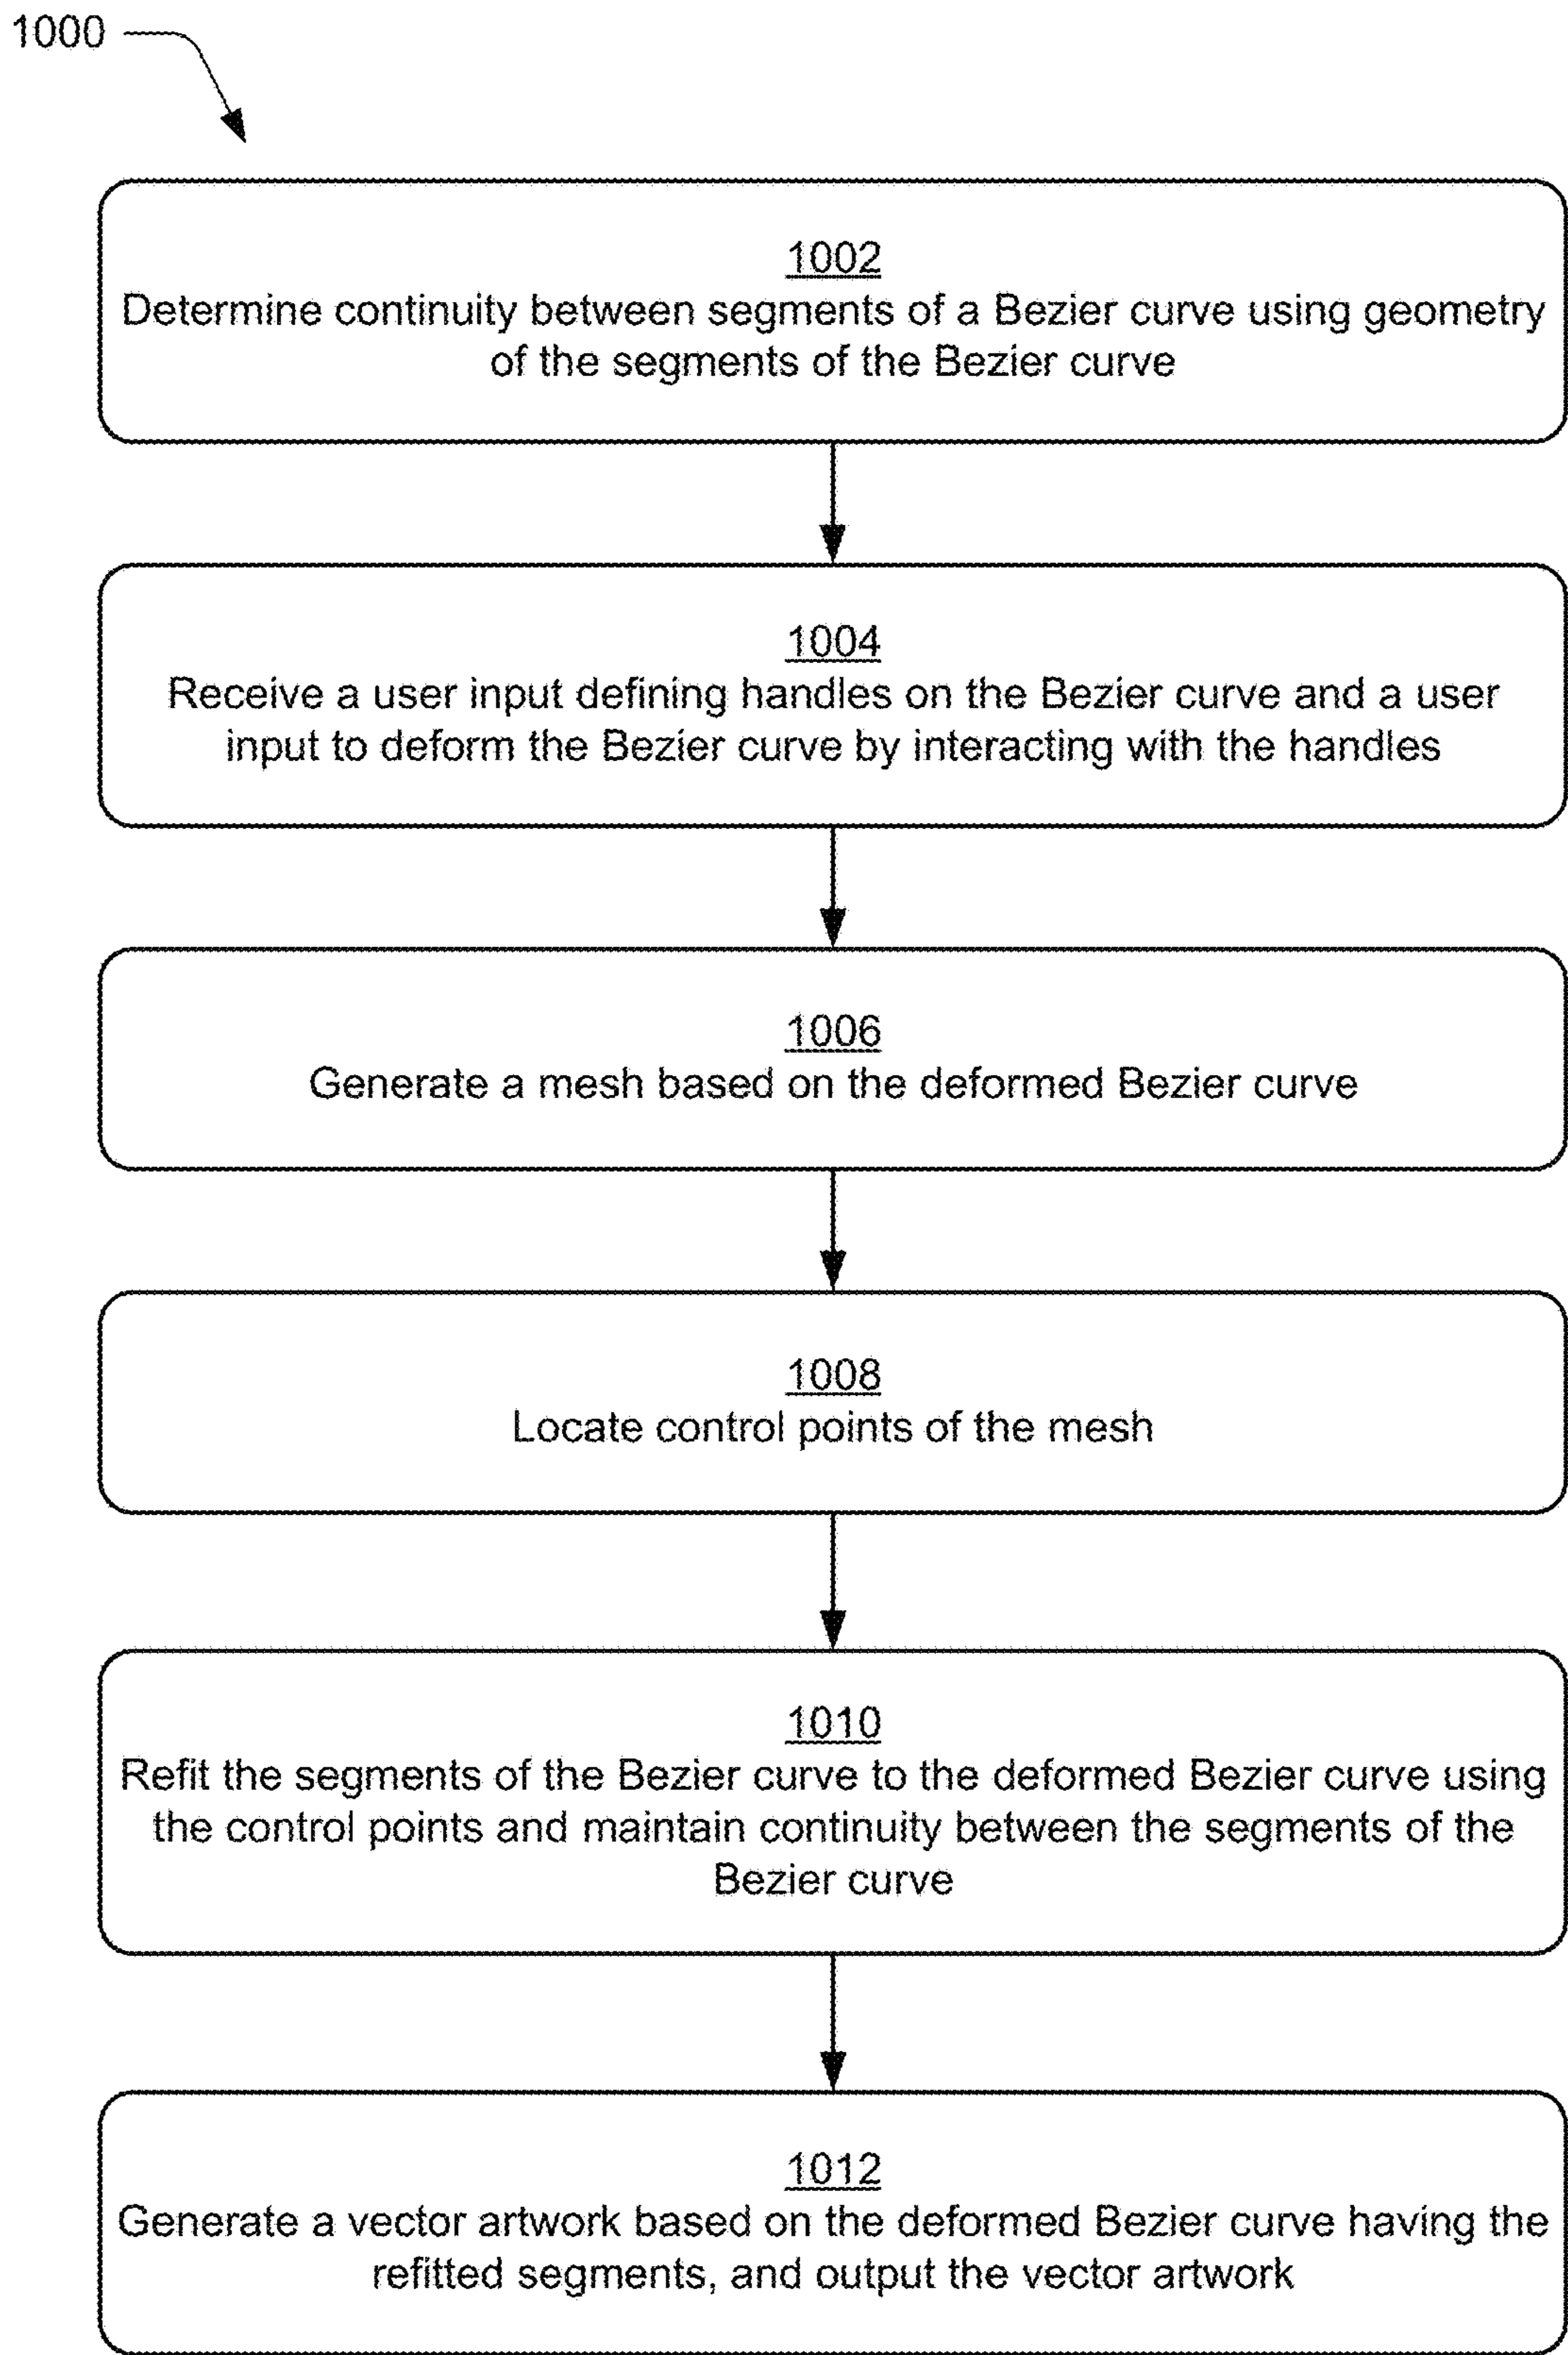 1000
1002
Determine continuity between segments of a Bezier curve using geometry
of the segments of the Bezier curve
1004
Receive a user input defining handles on the Bezier curve and a user
input to deform the Bezier curve by interacting with the handles
1006
Generate a mesh based on the deformed Bezier curve
1008
Locate control points of the mesh
1010
Refit the segments of the Bezier curve to the deformed Bezier curve using
the control points and maintain continuity between the segments of the
Bezier curve
1012
Generate a vector artwork based on the deformed Bezier curve having the
refitted segments, and output the vector artwork